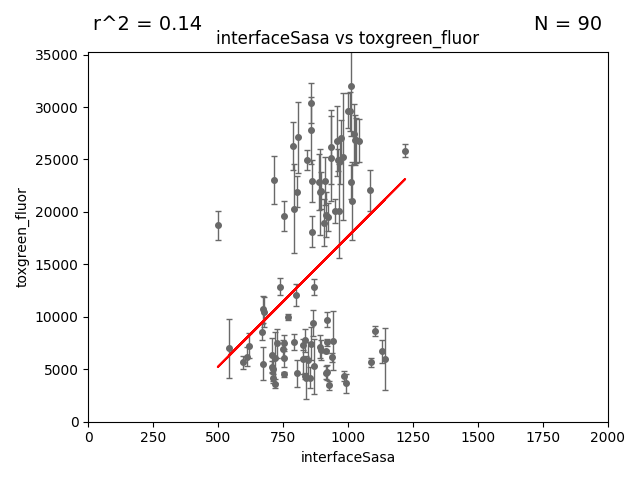 r^2 = 0.14
N = 90
interfaceSasa vs toxgreen_fluor
35000
30000
25000
20000
15000
10000
5000
0
toxgreen_fluor
0 250 500 750 1000 1250 1500 1750 2000
interfaceSasa